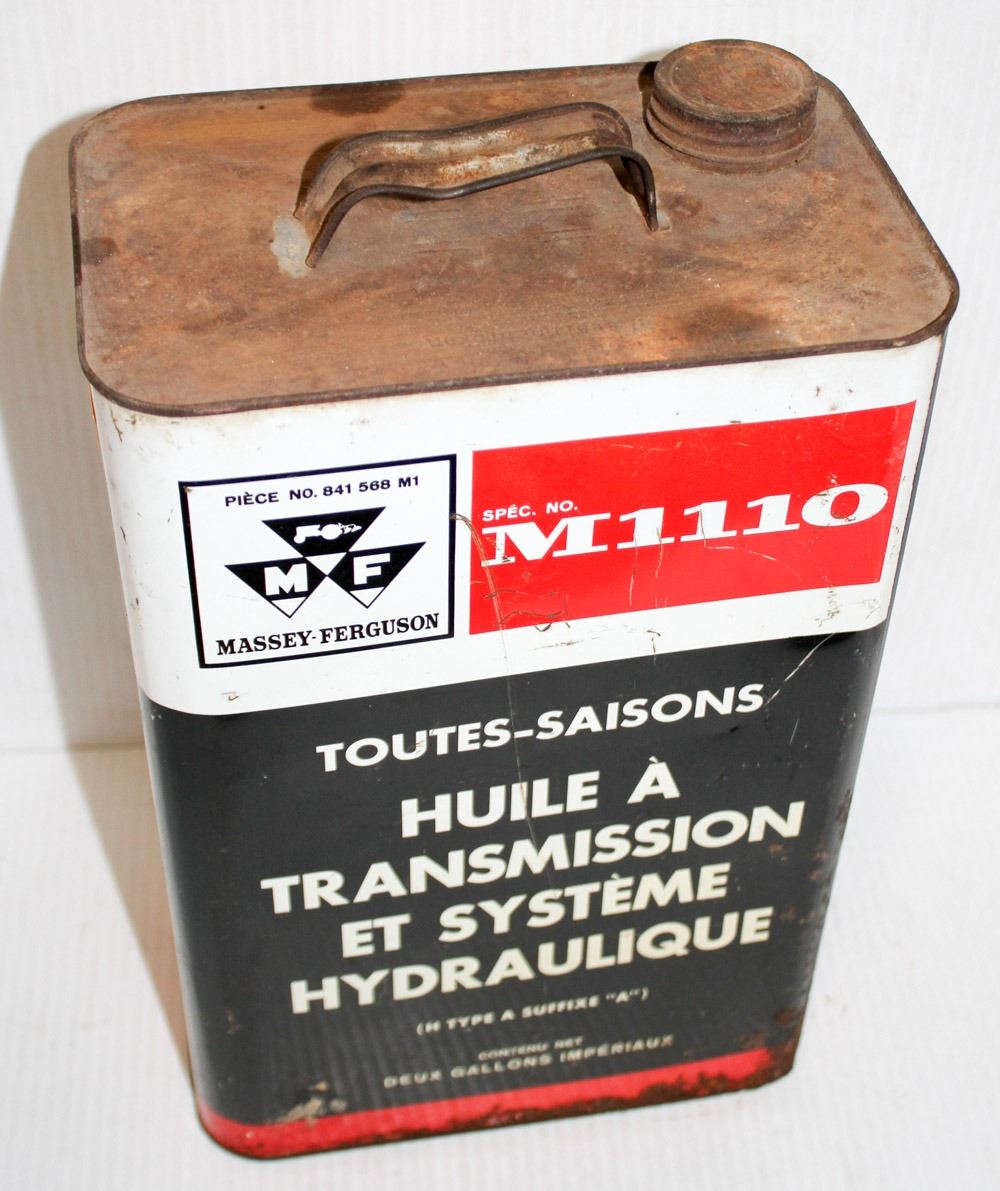 PIÈCE NO. 841 568 M1
M F
MASSEY-FERGUSON
SPÉC. NO.
M1110
TOUTES-SAISONS
HUILE À
TRANSMISSION
ET SYSTÈME
HYDRAULIQUE
(H TYPE A SUFFIXE "A")
CONTENU NET
DEUX GALLONS IMPÉRIAUX